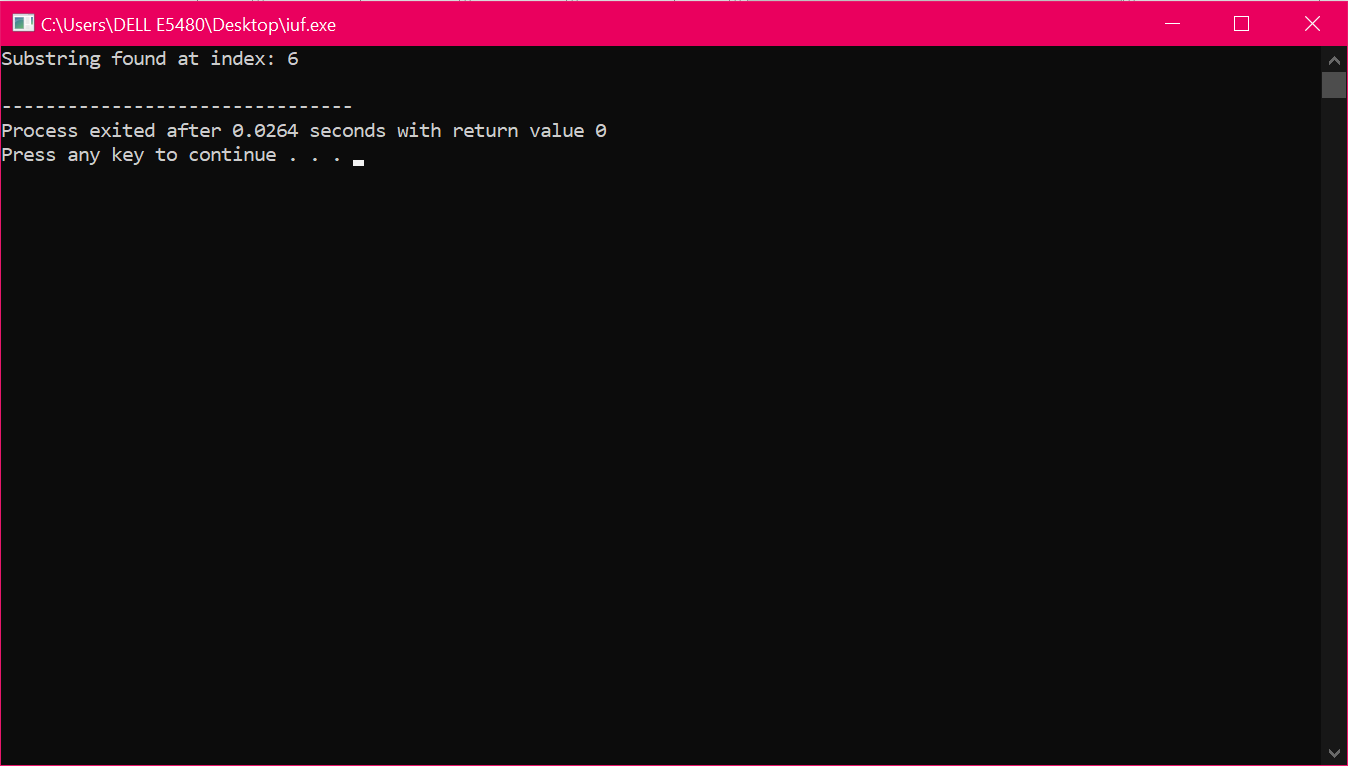 C:\Users\DELL E5480\Desktop\iuf.exe
Substring found at index: 6
--------------------------------
Process exited after 0.0264 seconds with return value 0
Press any key to continue . . .